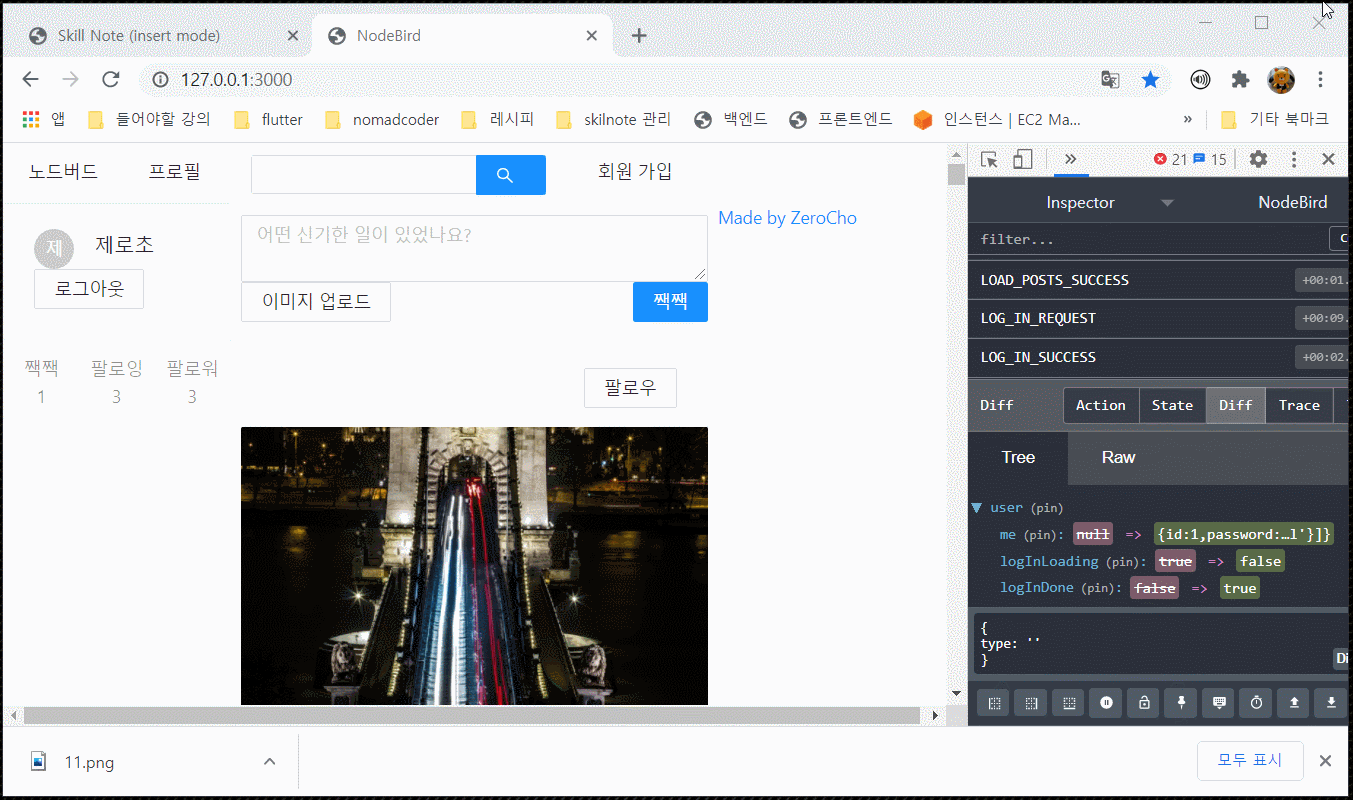 Skill Note (insert mode)
NodeBird
127.0.0.1:3000
앱
들어야할 강의
flutter
nomadcoder
레시피
skilnote 관리
백엔드
프론트엔드
인스턴스 | EC2 Ma...
»
기타 북마크
노드버드
프로필
회원 가입
» 21 15
Inspector
NodeBird
filter...
C
제
제로초
로그아웃
어떤 신기한 일이 있었나요?
Made by ZeroCho
이미지 업로드
짹짹
짹짹
팔로잉
팔로워
1
3
3
팔로우
LOAD_POSTS_SUCCESS
+00:01.
LOG_IN_REQUEST
+00:09.
LOG_IN_SUCCESS
+00:02.
Diff
Action
State
Diff
Trace
Tree
Raw
user (pin)
me (pin): null => {id:1,password:…l'}]}
logInLoading (pin): true => false
logInDone (pin): false => true
{
type: ''
}
Di
11.png
모두 표시